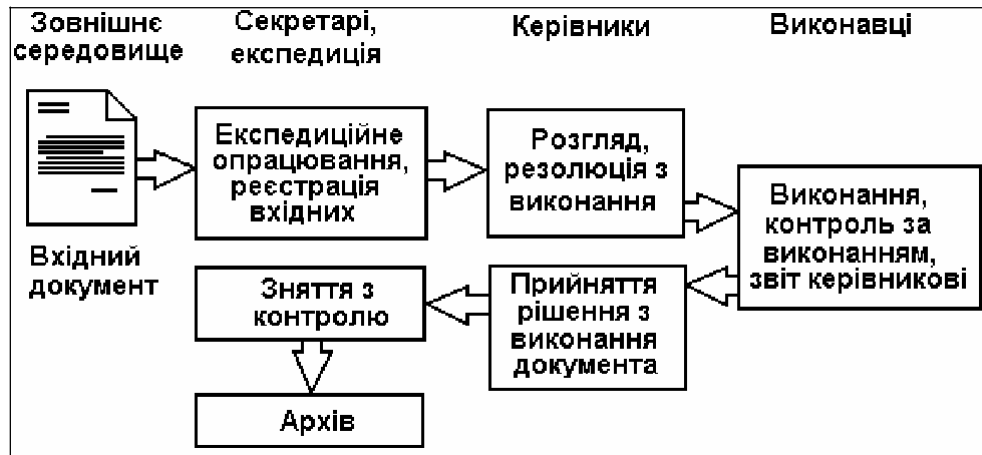 Зовнішнє
середовище
Секретарі,
експедиція
Керівники
Виконавці
Експедиційне
опрацювання,
реєстрація
вхідних
Розгляд,
резолюція з
виконання
Виконання,
контроль за
виконанням,
звіт керівникові
Вхідний
документ
Зняття з
контролю
Прийняття
рішення з
виконання
документа
Архів